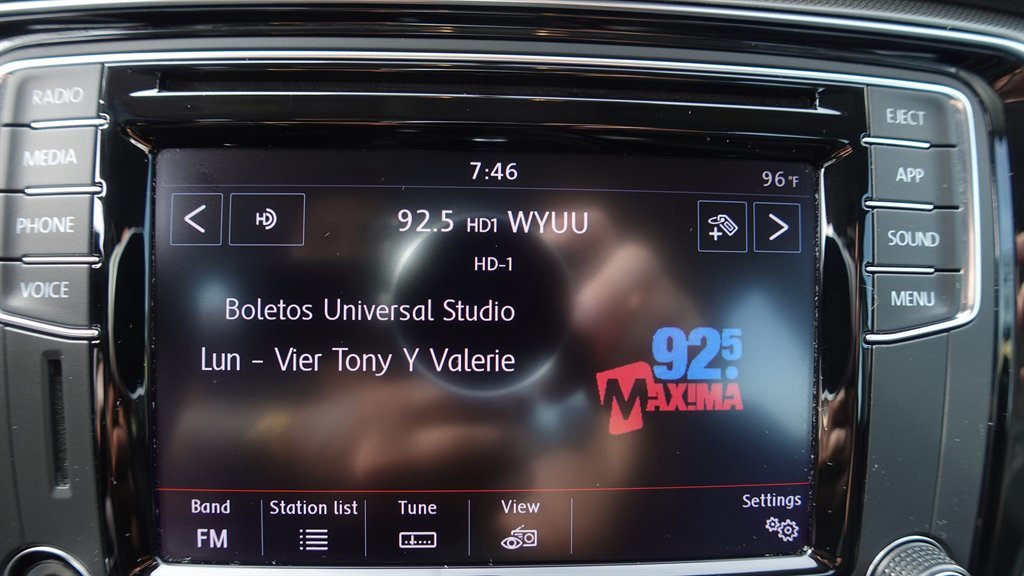 RADIO
MEDIA
PHONE
VOICE
EJECT
APP
SOUND
MENU
7:46
96°F
HD
92.5 HD1 WYUU
HD-1
Boletos Universal Studio
Lun - Vier Tony Y Valerie
92.5
MAX!MA
Band
FM
Station list
Tune
View
Settings